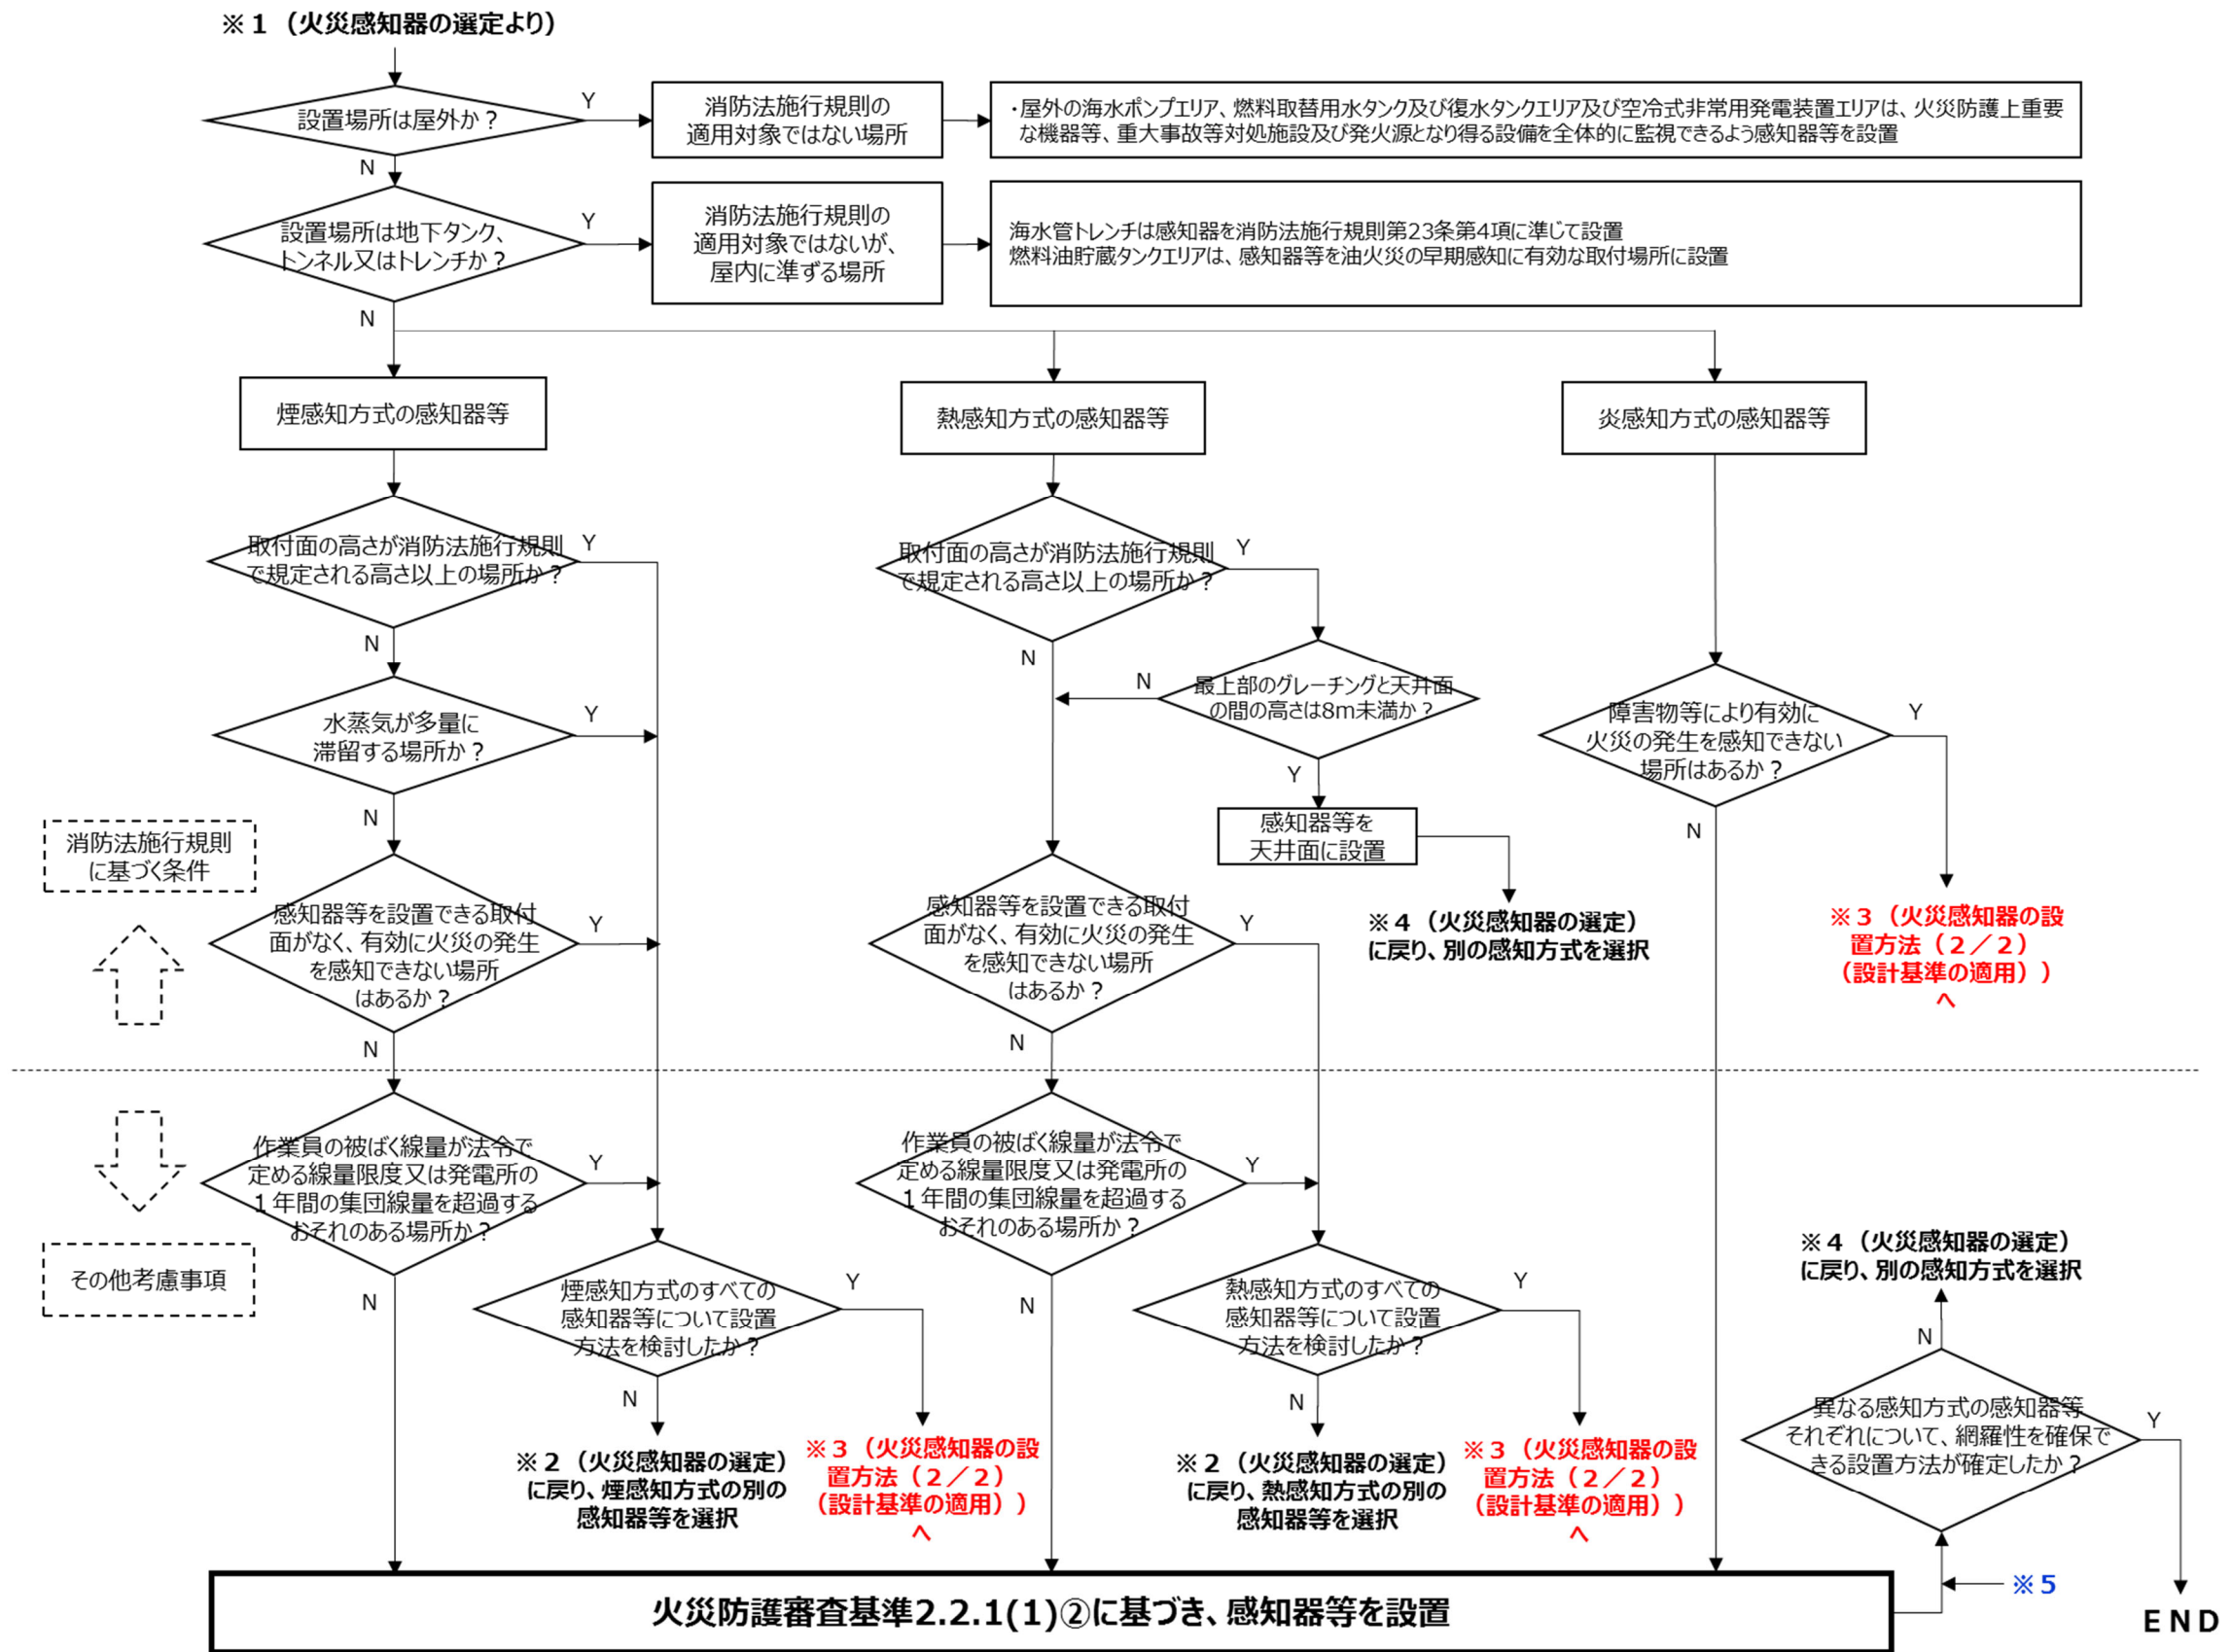 ※１（火災感知器の選定より）
設置場所は屋外か？
Y
消防法施行規則の
適用対象ではない場所
・屋外の海水ポンプエリア、燃料取替用水タンク及び復水タンクエリア及び空冷式非常用発電装置エリアは、火災防護上重要
な機器等、重大事故等対処施設及び発火源となり得る設備を全体的に監視できるよう感知器等を設置
N
設置場所は地下タンク、
トンネル又はトレンチか？
Y
消防法施行規則の
適用対象ではないが、
屋内に準ずる場所
海水管トレンチは感知器を消防法施行規則第23条第4項に準じて設置
燃料油貯蔵タンクエリアは、感知器等を油火災の早期感知に有効な取付場所に設置
N
煙感知方式の感知器等
熱感知方式の感知器等
炎感知方式の感知器等
取付面の高さが消防法施行規則
で規定される高さ以上の場所か？
Y
N
水蒸気が多量に
滞留する場所か？
Y
N
消防法施行規則
に基づく条件
感知器等を設置できる取付
面がなく、有効に火災の発生
を感知できない場所
はあるか？
Y
N
作業員の被ばく線量が法令で
定める線量限度又は発電所の
１年間の集団線量を超過する
おそれのある場所か？
Y
N
その他考慮事項
煙感知方式のすべての
感知器等について設置
方法を検討したか？
Y
N
※２（火災感知器の選定）
に戻り、煙感知方式の別の
感知器等を選択
※３（火災感知器の設
置方法（２／２）
（設計基準の適用））
へ
取付面の高さが消防法施行規則
で規定される高さ以上の場所か？
Y
N
最上部のグレーチングと天井面
の間の高さは8m未満か？
N
Y
感知器等を
天井面に設置
※４（火災感知器の選定）
に戻り、別の感知方式を選択
感知器等を設置できる取付
面がなく、有効に火災の発生
を感知できない場所
はあるか？
Y
N
作業員の被ばく線量が法令で
定める線量限度又は発電所の
１年間の集団線量を超過する
おそれのある場所か？
Y
N
熱感知方式のすべての
感知器等について設置
方法を検討したか？
Y
N
※２（火災感知器の選定）
に戻り、熱感知方式の別の
感知器等を選択
※３（火災感知器の設
置方法（２／２）
（設計基準の適用））
へ
障害物等により有効に
火災の発生を感知できない
場所はあるか？
Y
N
※３（火災感知器の設
置方法（２／２）
（設計基準の適用））
へ
※４（火災感知器の選定）
に戻り、別の感知方式を選択
N
異なる感知方式の感知器等
それぞれについて、網羅性を確保で
きる設置方法が確定したか？
Y
※５
ＥＮＤ
火災防護審査基準2.2.1(1)②に基づき、感知器等を設置